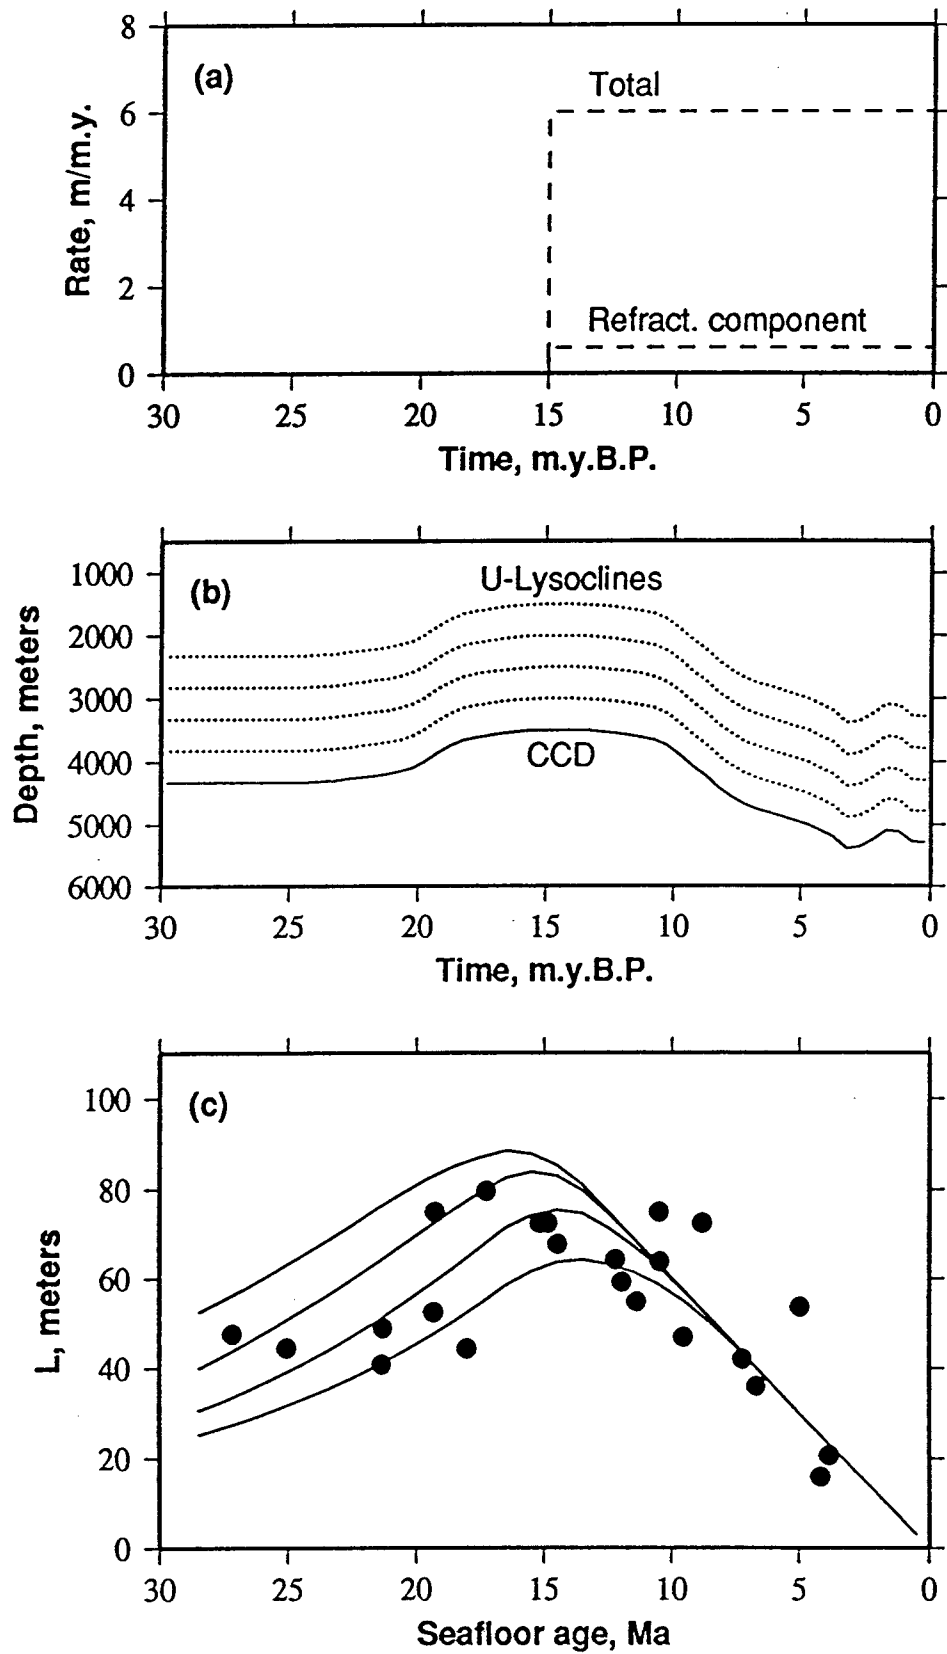 (a)
Total
Refract. component
8
6
4
2
0
Rate, m/m.y.
30 25 20 15 10 5 0
Time, m.y.B.P.
(b)
U-Lysoclines
CCD
1000
2000
3000
4000
5000
6000
Depth, meters
30 25 20 15 10 5 0
Time, m.y.B.P.
(c)
100
80
60
40
20
0
L, meters
30 25 20 15 10 5 0
Seafloor age, Ma